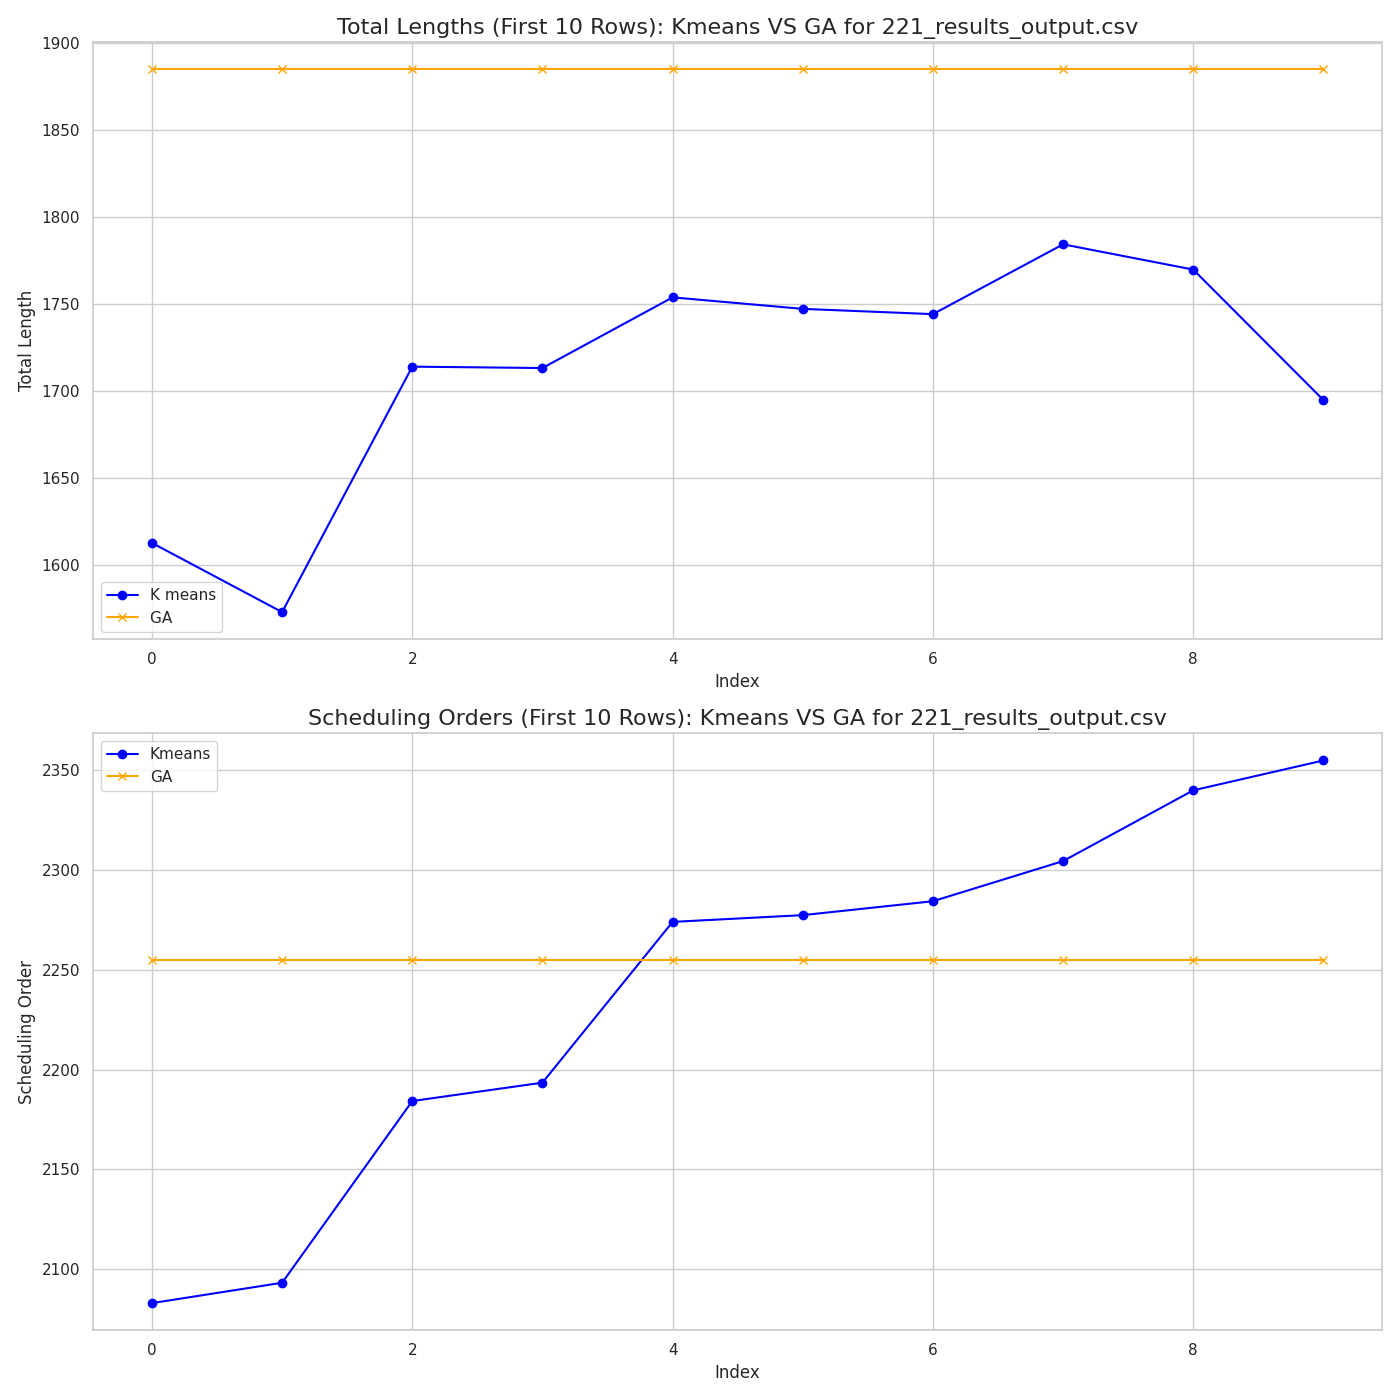 Total Lengths (First 10 Rows): Kmeans VS GA for 221_results_output.csv
1900
1850
1800
1750
1700
1650
1600
Total Length
K means
GA
0 2 4 6 8
Index
Scheduling Orders (First 10 Rows): Kmeans VS GA for 221_results_output.csv
Kmeans
GA
2350
2300
2250
2200
2150
2100
Scheduling Order
0 2 4 6 8
Index